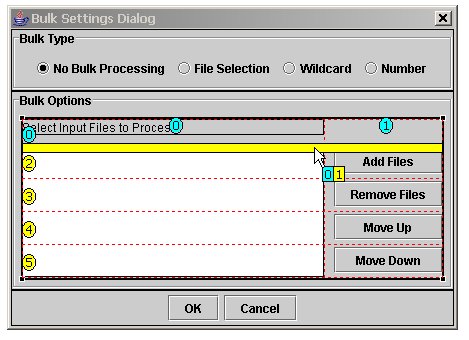 Bulk Settings Dialog
Bulk Type
No Bulk Processing File Selection Wildcard Number
Bulk Options
Select Input Files to Process 0 1
0
2 Add Files
0 1
3 Remove Files
4 Move Up
5 Move Down
OK Cancel